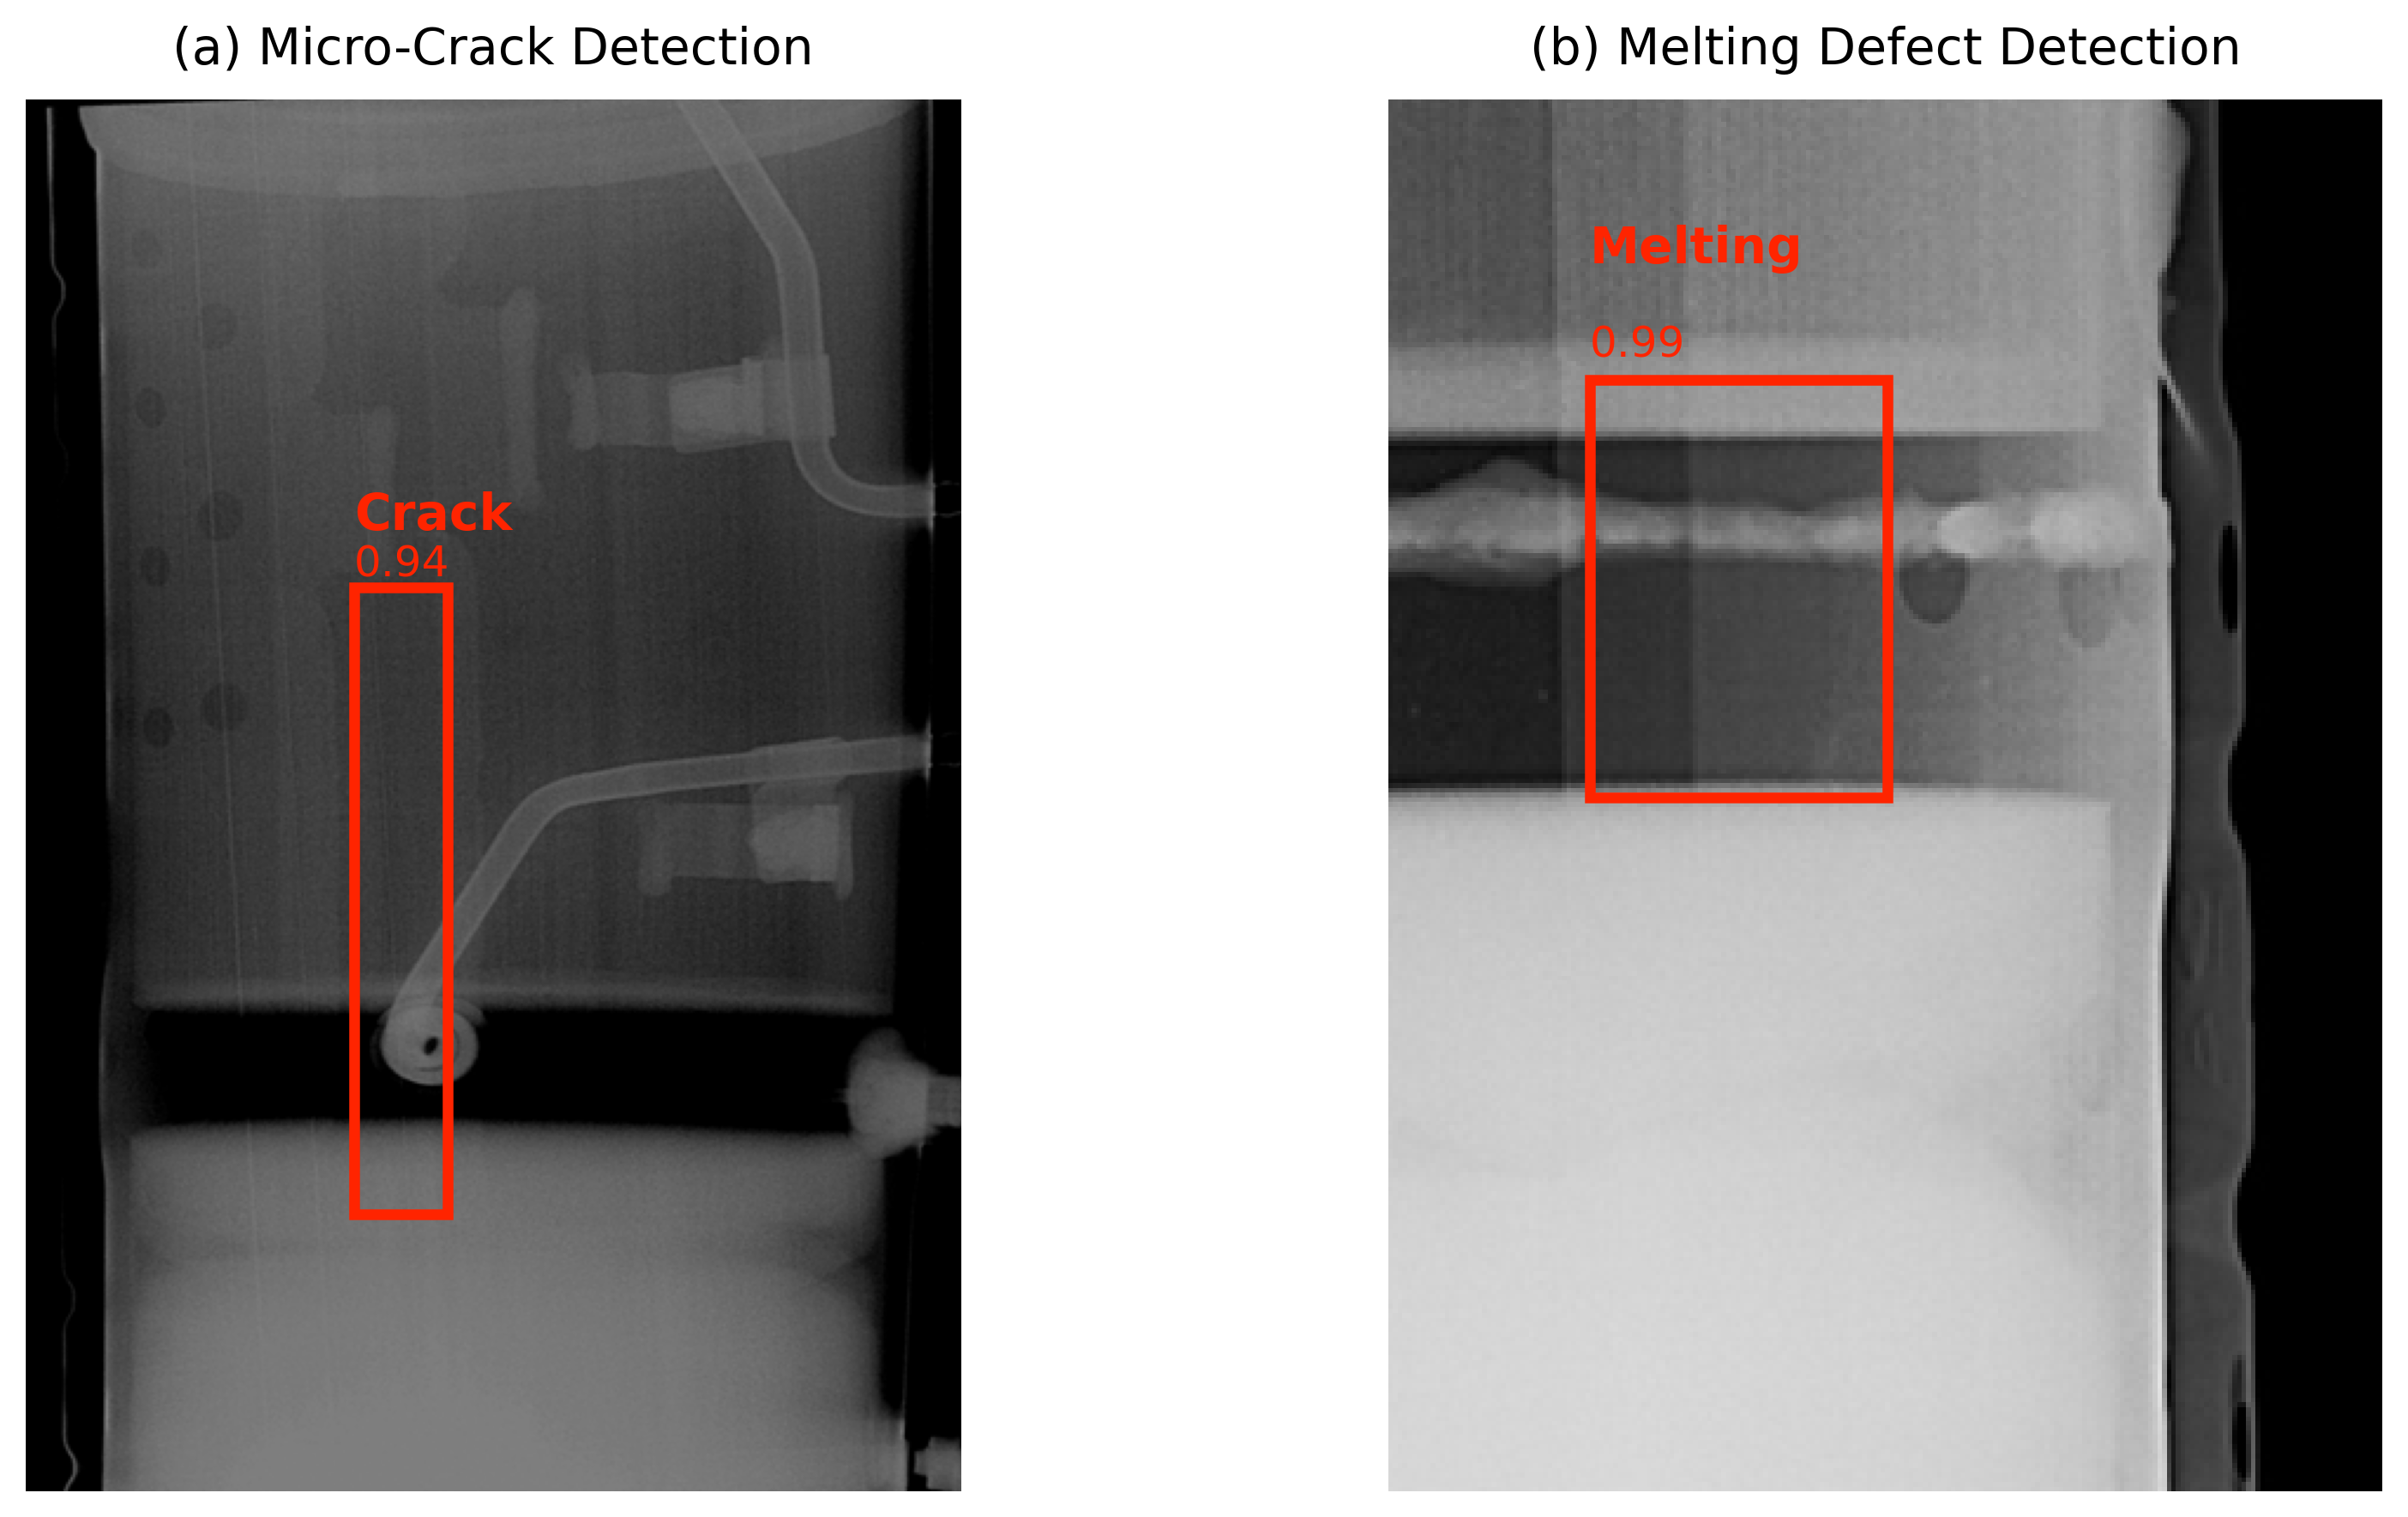 (a) Micro-Crack Detection
(b) Melting Defect Detection
Crack
0.94
Melting
0.99